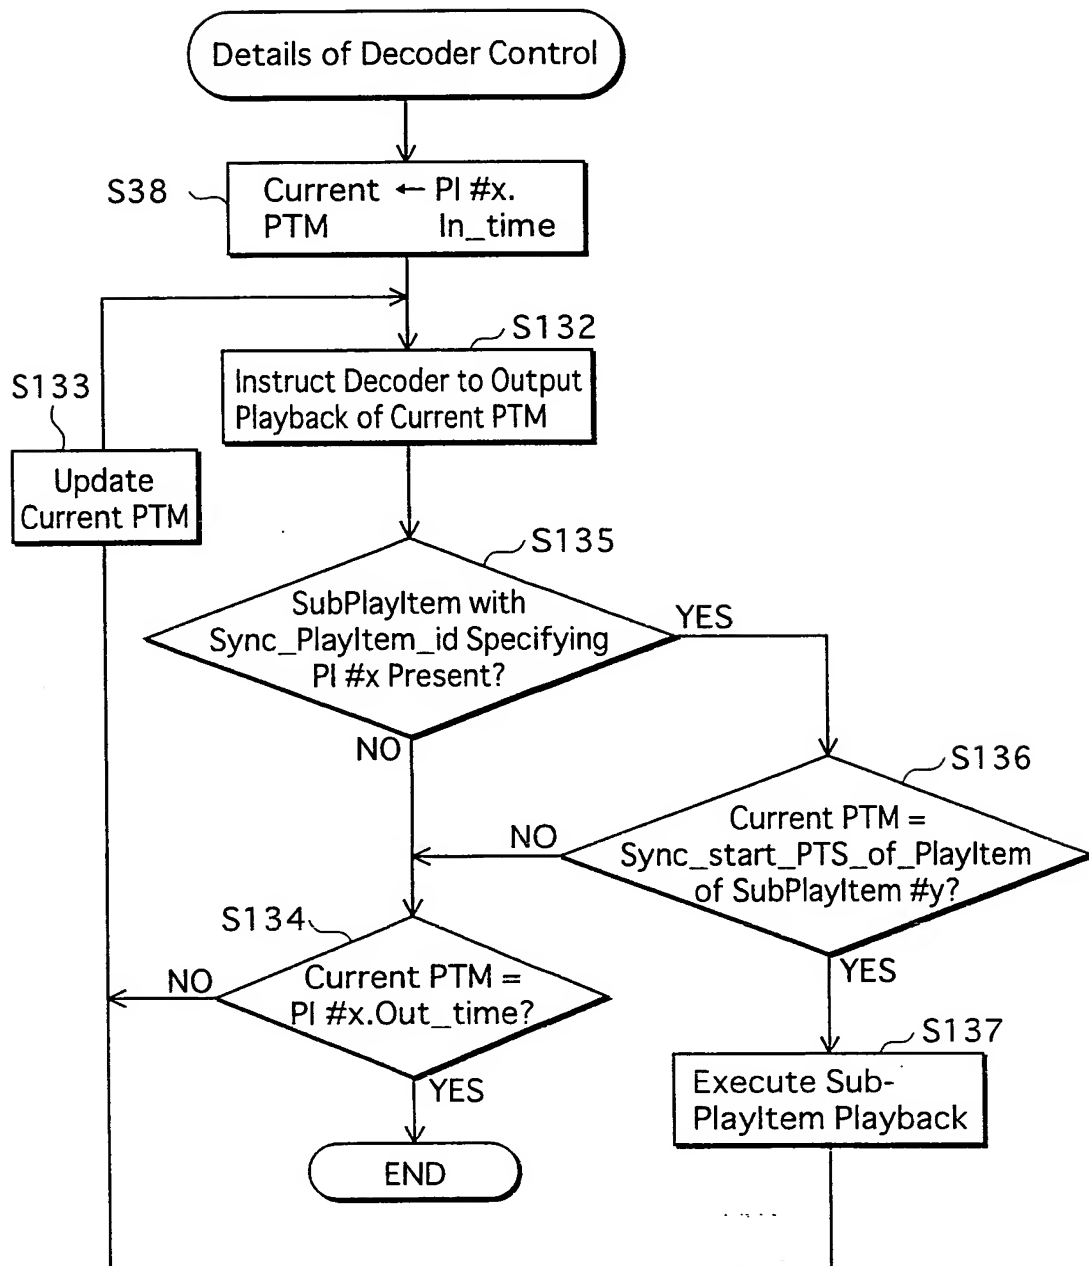 Details of Decoder Control
S38
Current ← PI #x.
PTM In_time
S132
Instruct Decoder to Output
Playback of Current PTM
S133
Update
Current PTM
S135
SubPlayItem with
Sync_PlayItem_id Specifying
PI #x Present?
YES
NO
S136
Current PTM =
Sync_start_PTS_of_PlayItem
of SubPlayItem #y?
NO
YES
S134
Current PTM =
PI #x.Out_time?
NO
YES
S137
Execute Sub-
PlayItem Playback
END